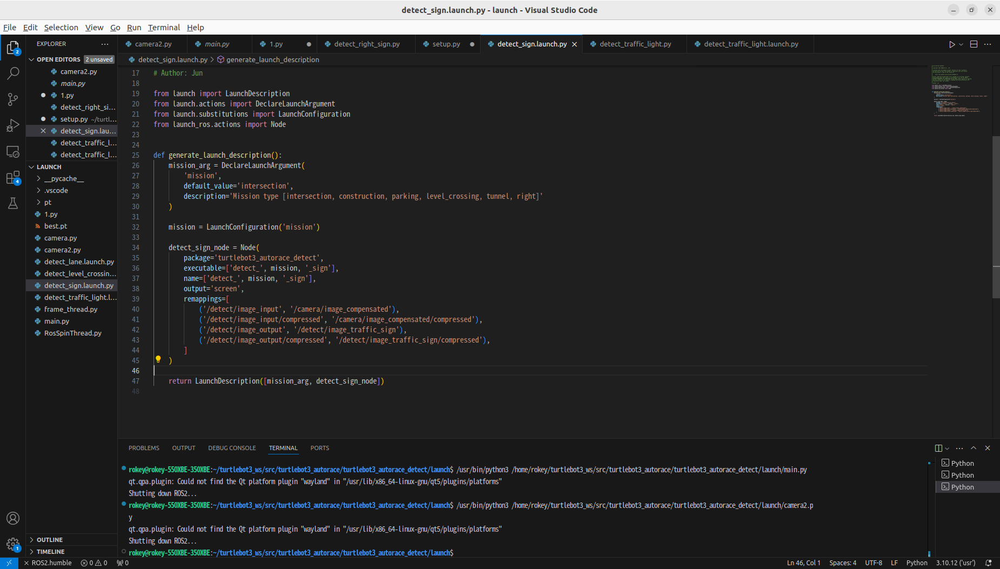 detect_sign.launch.py - launch - Visual Studio Code
File Edit Selection View Go Run Terminal Help
EXPLORER
OPEN EDITORS 2 unsaved
camera2.py
main.py
1.py
detect_right_si...
setup.py ~/turtl...
detect_sign.lau...
detect_traffic_l...
detect_traffic_l...
LAUNCH
__pycache__
.vscode
pt
1.py
best.pt
camera.py
camera2.py
detect_lane.launch.py
detect_level_crossin...
detect_sign.launch.py
detect_traffic_light.l...
frame_thread.py
main.py
RosSpinThread.py
OUTLINE
TIMELINE
2
4
1
camera2.py main.py 1.py detect_right_sign.py setup.py detect_sign.launch.py detect_traffic_light.py detect_traffic_light.launch.py
detect_sign.launch.py > generate_launch_description
17 # Author: Jun
18
19 from launch import LaunchDescription
20 from launch.actions import DeclareLaunchArgument
21 from launch.substitutions import LaunchConfiguration
22 from launch_ros.actions import Node
23
24
25 def generate_launch_description():
26 mission_arg = DeclareLaunchArgument(
27 'mission',
28 default_value='intersection',
29 description='Mission type [intersection, construction, parking, level_crossing, tunnel, right]'
30 )
31
32 mission = LaunchConfiguration('mission')
33
34 detect_sign_node = Node(
35 package='turtlebot3_autorace_detect',
36 executable=['detect_', mission, '_sign'],
37 name=['detect_', mission, '_sign'],
38 output='screen',
39 remappings=[
40 ('/detect/image_input', '/camera/image_compensated'),
41 ('/detect/image_input/compressed', '/camera/image_compensated/compressed'),
42 ('/detect/image_output', '/detect/image_traffic_sign'),
43 ('/detect/image_output/compressed', '/detect/image_traffic_sign/compressed'),
44 ]
45 )
46
47 return LaunchDescription([mission_arg, detect_sign_node])
48
PROBLEMS OUTPUT DEBUG CONSOLE TERMINAL PORTS
rokey@rokey-550XBE-350XBE:~/turtlebot3_ws/src/turtlebot3_autorace/turtlebot3_autorace_detect/launch$ /usr/bin/python3 /home/rokey/turtlebot3_ws/src/turtlebot3_autorace/turtlebot3_autorace_detect/launch/main.py
qt.qpa.plugin: Could not find the Qt platform plugin "wayland" in "/usr/lib/x86_64-linux-gnu/qt5/plugins/platforms"
Shutting down ROS2...
rokey@rokey-550XBE-350XBE:~/turtlebot3_ws/src/turtlebot3_autorace/turtlebot3_autorace_detect/launch$ /usr/bin/python3 /home/rokey/turtlebot3_ws/src/turtlebot3_autorace/turtlebot3_autorace_detect/launch/camera2.p
y
qt.qpa.plugin: Could not find the Qt platform plugin "wayland" in "/usr/lib/x86_64-linux-gnu/qt5/plugins/platforms"
Shutting down ROS2...
rokey@rokey-550XBE-350XBE:~/turtlebot3_ws/src/turtlebot3_autorace/turtlebot3_autorace_detect/launch$
Python
Python
Python
ROS2.humble 0 0 0 Ln 46, Col 1 Spaces: 4 UTF-8 LF Python 3.10.12 ('usr')